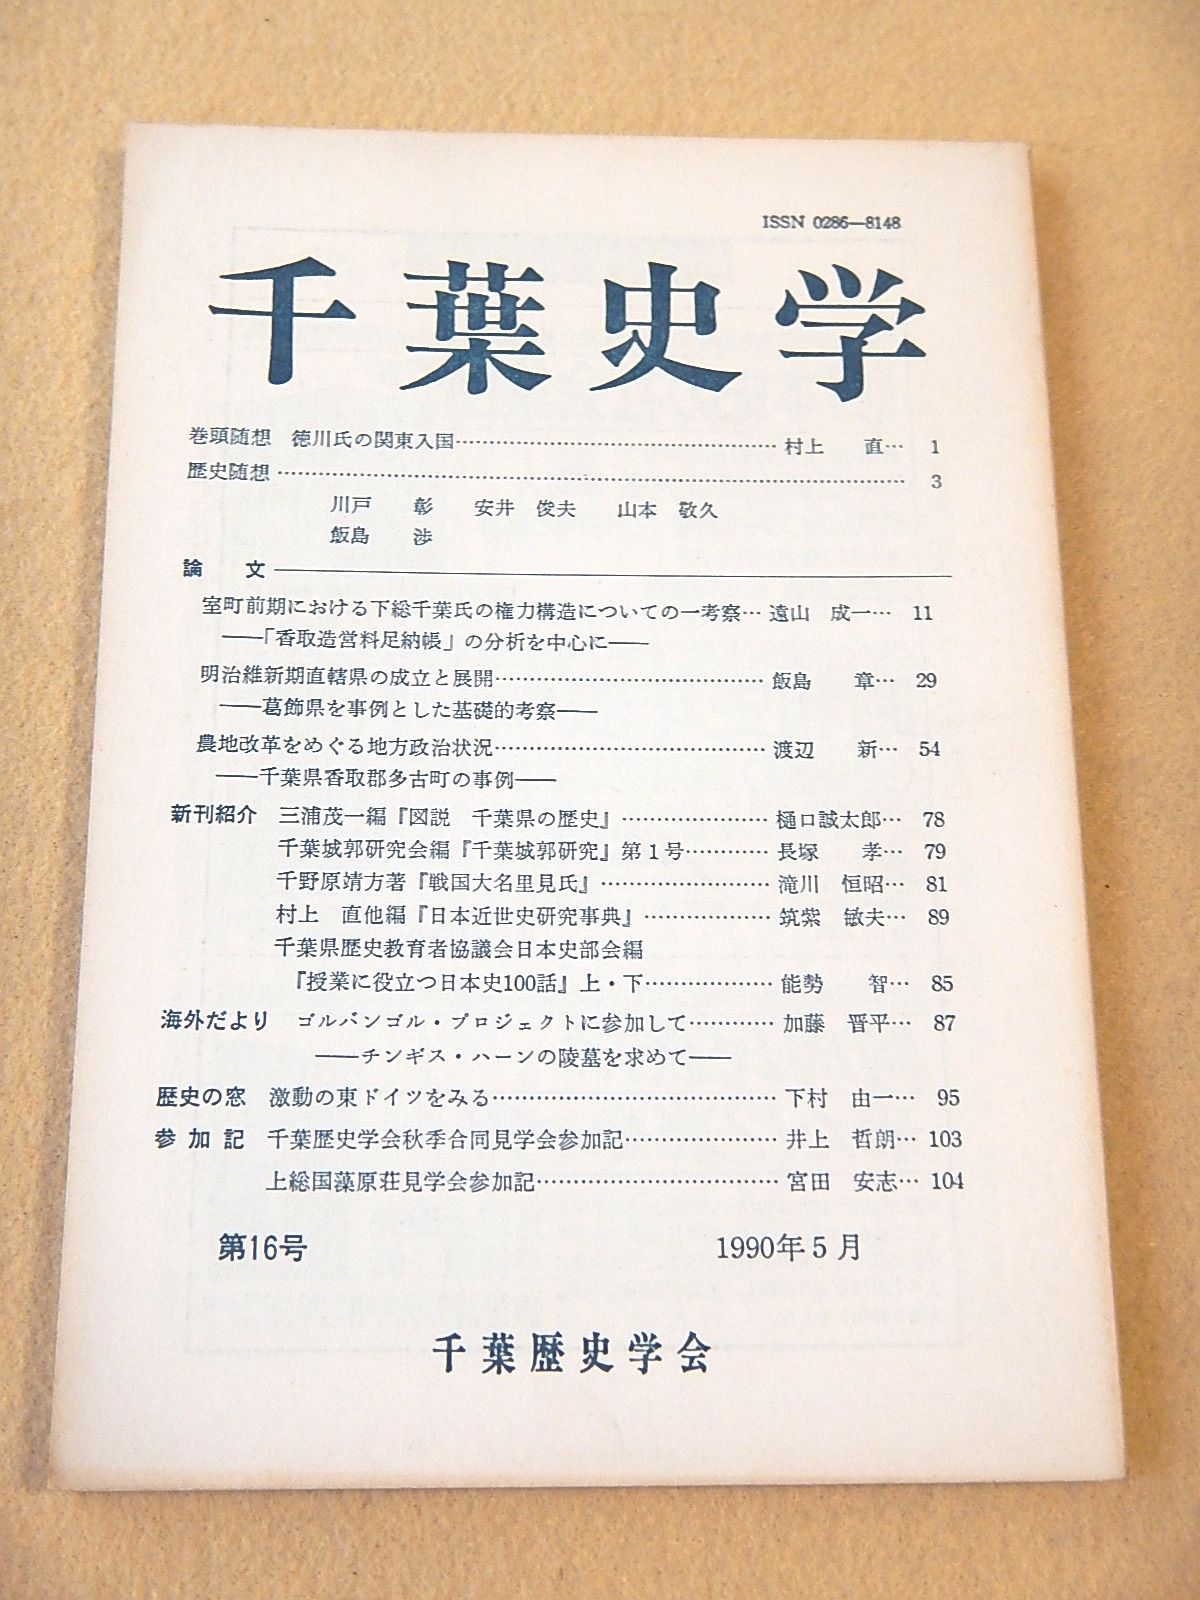 ISSN 0286—8148
千葉史学
巻頭随想　徳川氏の関東入国…………………………………………村上　　直… 1
歴史随想………………………………………………………………………………… 3
川戸　　彰　　安井　俊夫　　山本　敬久
飯島　　渉
論　　文
室町前期における下総千葉氏の権力構造についての一考察…遠山　成一… 11
——「香取造営料足納帳」の分析を中心に——
明治維新期直轄県の成立と展開…………………………………飯島　　章… 29
——葛飾県を事例とした基礎的考察——
農地改革をめぐる地方政治状況…………………………………渡辺　　新… 54
——千葉県香取郡多古町の事例——
新刊紹介　三浦茂一編『図説　千葉県の歴史』…………………樋口誠太郎… 78
千葉城郭研究会編『千葉城郭研究』第１号…………長塚　　孝… 79
千野原靖方著『戦国大名里見氏』……………………滝川　恒昭… 81
村上　直他編『日本近世史研究事典』………………筑紫　敏夫… 89
千葉県歴史教育者協議会日本史部会編
『授業に役立つ日本史100話』上・下………………能勢　　智… 85
海外だより　ゴルバンゴル・プロジェクトに参加して…………加藤　晋平… 87
——チンギス・ハーンの陵墓を求めて——
歴史の窓　激動の東ドイツをみる…………………………………下村　由一… 95
参 加 記　千葉歴史学会秋季合同見学会参加記…………………井上　哲朗… 103
上総国藻原荘見学会参加記……………………………宮田　安志… 104
第16号　　1990年５月
千葉歴史学会